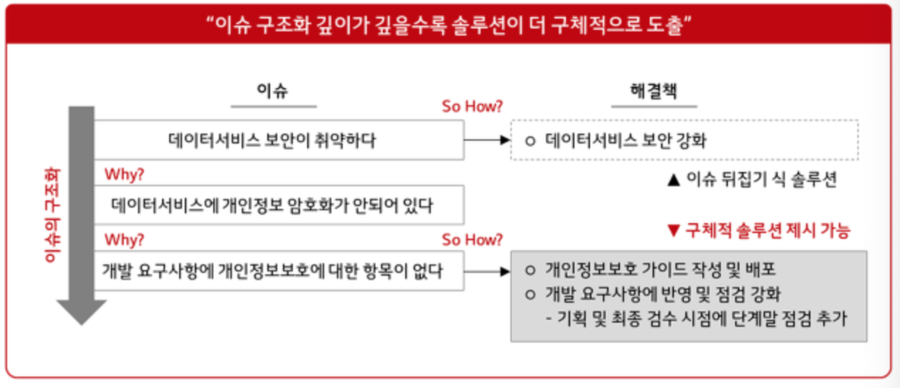 “이슈 구조화 깊이가 깊을수록 솔루션이 더 구체적으로 도출”
이슈
해결책
So How?
데이터서비스 보안이 취약하다
○ 데이터서비스 보안 강화
Why?
▲ 이슈 뒤집기 식 솔루션
데이터서비스에 개인정보 암호화가 안되어 있다
이슈의 구조화
Why?
So How?
▼ 구체적 솔루션 제시 가능
개발 요구사항에 개인정보보호에 대한 항목이 없다
○ 개인정보보호 가이드 작성 및 배포
○ 개발 요구사항에 반영 및 점검 강화
- 기획 및 최종 검수 시점에 단계말 점검 추가